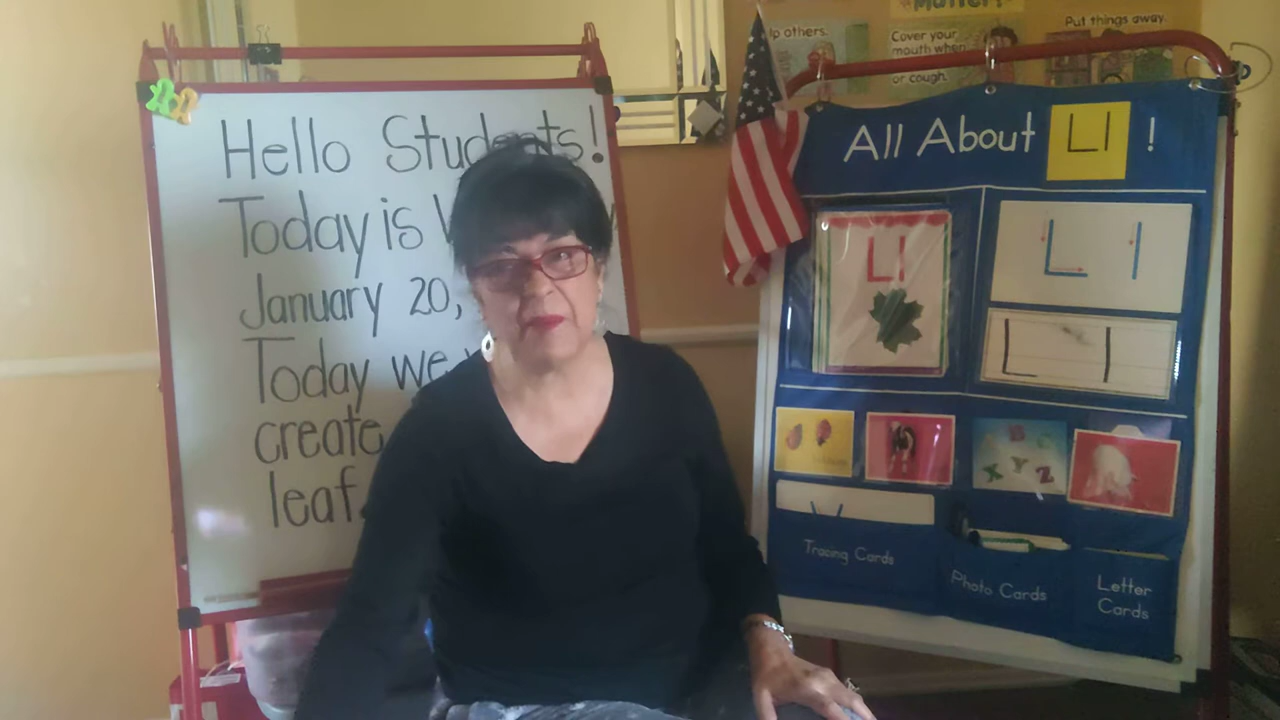 Hello Students!
Today is
January 20,
Today we
create
leaf.
Matter!
lp others.
Cover your
mouth when
or cough.
Put things away.
All About Ll !
Ll
L l
L l
Tracing Cards
Photo Cards
Letter
Cards